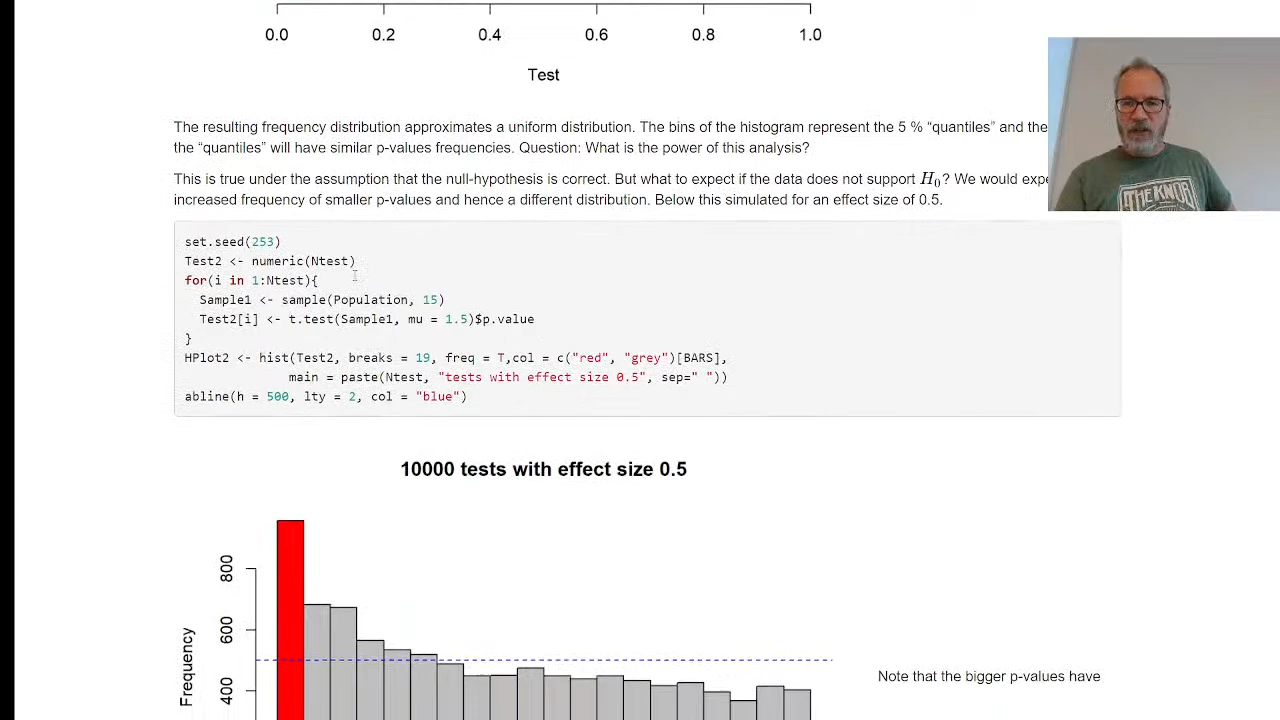 0.0 0.2 0.4 0.6 0.8 1.0
Test
The resulting frequency distribution approximates a uniform distribution. The bins of the histogram represent the 5 % “quantiles” and the
the “quantiles” will have similar p-values frequencies. Question: What is the power of this analysis?
This is true under the assumption that the null-hypothesis is correct. But what to expect if the data does not support H0? We would expe
increased frequency of smaller p-values and hence a different distribution. Below this simulated for an effect size of 0.5.
THE KNOB
set.seed(253)
Test2 <- numeric(Ntest)
for(i in 1:Ntest){
Sample1 <- sample(Population, 15)
Test2[i] <- t.test(Sample1, mu = 1.5)$p.value
}
HPlot2 <- hist(Test2, breaks = 19, freq = T,col = c("red", "grey")[BARS],
main = paste(Ntest, "tests with effect size 0.5", sep=" "))
abline(h = 500, lty = 2, col = "blue")
10000 tests with effect size 0.5
800
600
400
Frequency
Note that the bigger p-values have